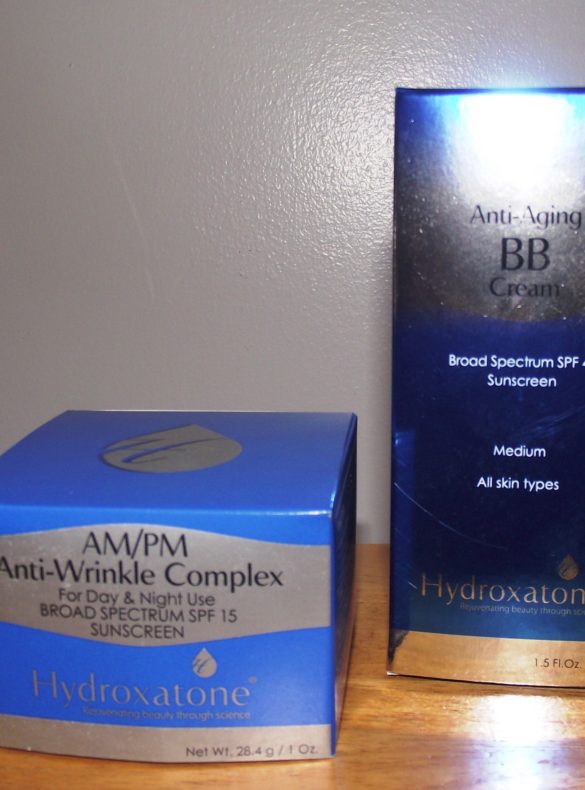 AM/PM
Anti-Wrinkle Complex
For Day & Night Use
BROAD SPECTRUM SPF 15
SUNSCREEN
Hydroxatone®
Rejuvenating beauty through science
Net Wt. 28.4 g / 1 Oz.
Anti-Aging
BB
Cream
Broad Spectrum SPF
Sunscreen
Medium
All skin types
Hydroxatone
Rejuvenating beauty through
1.5 Fl.Oz.